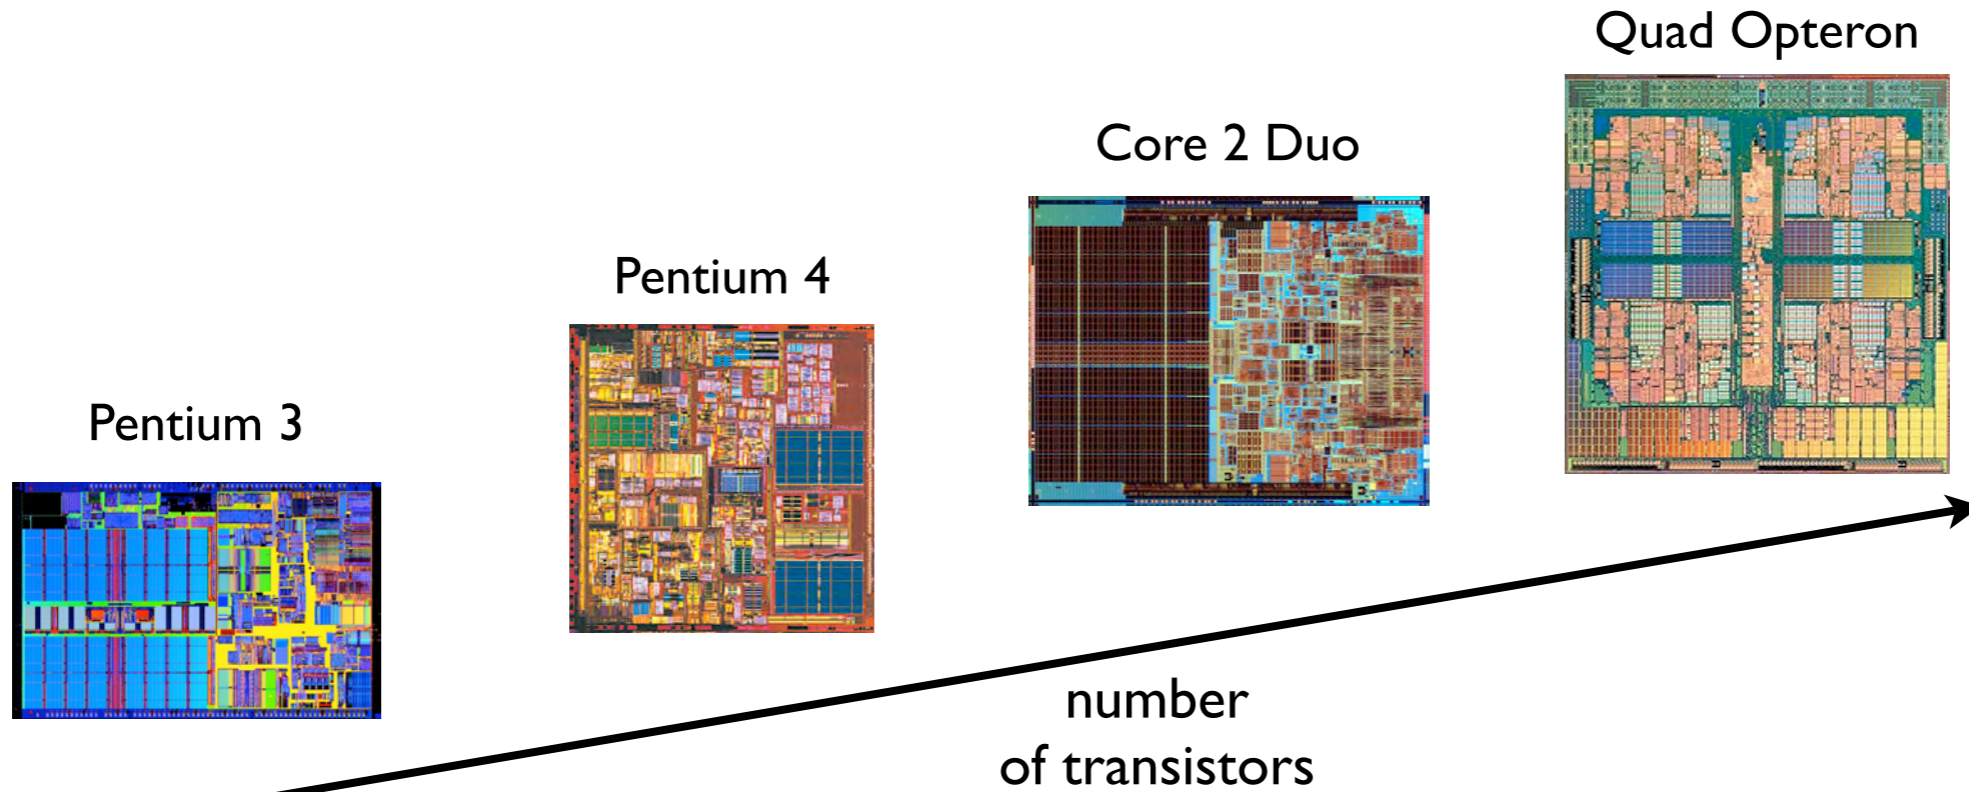 Quad Opteron
Core 2 Duo
Pentium 4
Pentium 3
number
of transistors